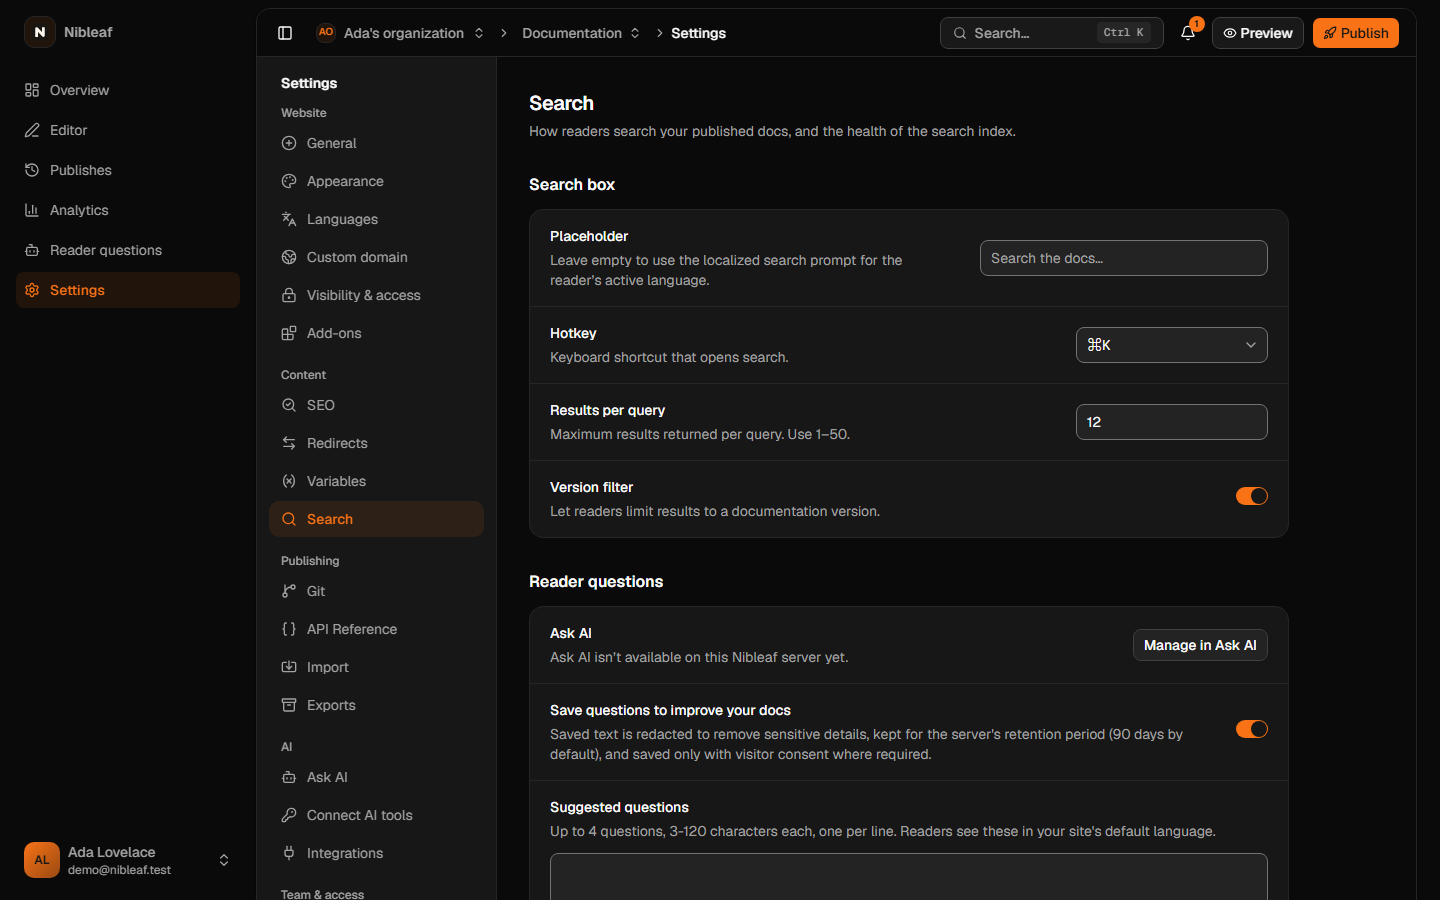 N Nibleaf
Overview
Editor
Publishes
Analytics
Reader questions
Settings
AL
Ada Lovelace
demo@nibleaf.test
AO Ada's organization > Documentation > Settings
Search... Ctrl K
1
Preview
Publish
Settings
Website
General
Appearance
Languages
Custom domain
Visibility & access
Add-ons
Content
SEO
Redirects
Variables
Search
Publishing
Git
API Reference
Import
Exports
AI
Ask AI
Connect AI tools
Integrations
Team & access
Search
How readers search your published docs, and the health of the search index.
Search box
Placeholder
Leave empty to use the localized search prompt for the
reader's active language.
Search the docs...
Hotkey
Keyboard shortcut that opens search.
⌘K
Results per query
Maximum results returned per query. Use 1–50.
12
Version filter
Let readers limit results to a documentation version.
Reader questions
Ask AI
Ask AI isn't available on this Nibleaf server yet.
Manage in Ask AI
Save questions to improve your docs
Saved text is redacted to remove sensitive details, kept for the server's retention period (90 days by
default), and saved only with visitor consent where required.
Suggested questions
Up to 4 questions, 3-120 characters each, one per line. Readers see these in your site's default language.